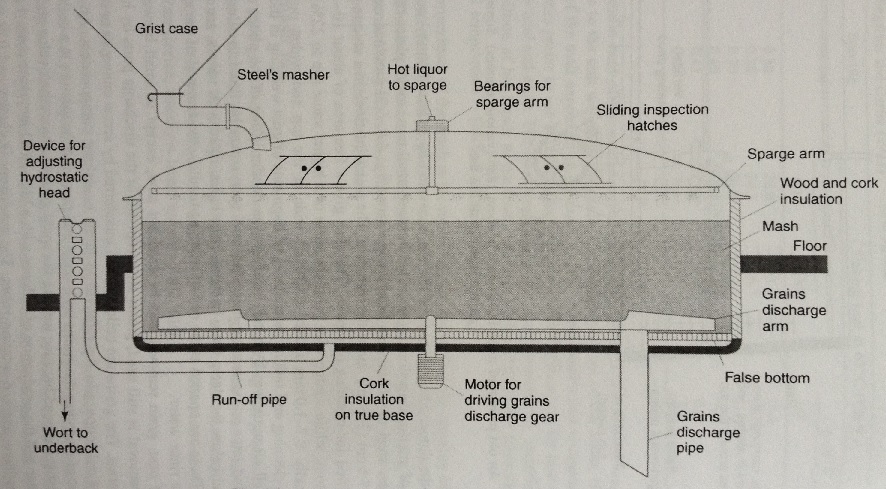 Grist case
Steel's masher
Hot liquor
to sparge
Bearings for
sparge arm
Sliding inspection
hatches
Device for
adjusting
hydrostatic
head
Sparge arm
Wood and cork
insulation
Mash
Floor
Grains
discharge
arm
False bottom
Run-off pipe
Cork
insulation
on true base
Motor for
driving grains
discharge gear
Grains
discharge
pipe
Wort to
underback